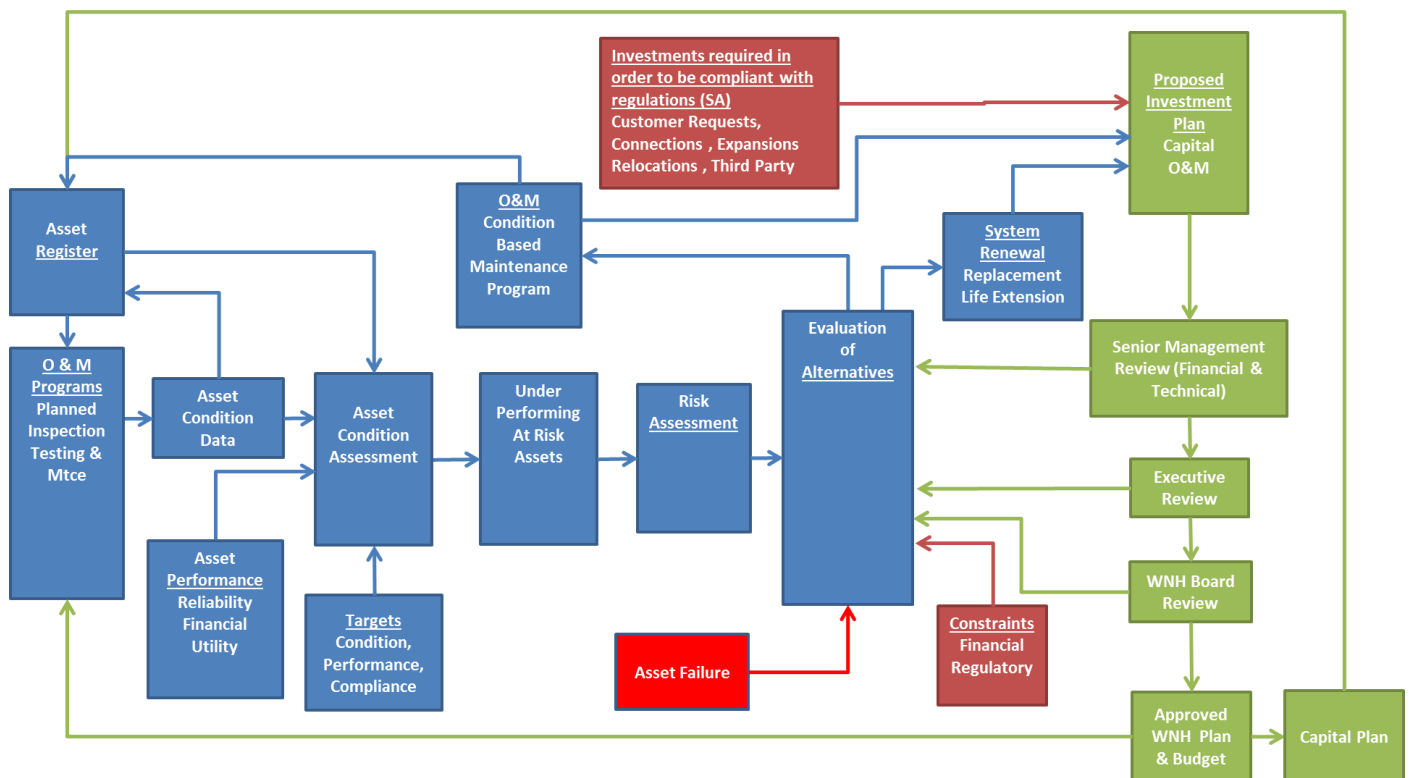 Investments required in
order to be compliant with
regulations (SA)
Customer Requests,
Connections , Expansions
Relocations , Third Party
Proposed
Investment
Plan
Capital
O&M
Asset
Register
O&M
Condition
Based
Maintenance
Program
System
Renewal
Replacement
Life Extension
O & M
Programs
Planned
Inspection
Testing &
Mtce
Asset
Condition
Data
Asset
Condition
Assessment
Under
Performing
At Risk
Assets
Risk
Assessment
Evaluation
of
Alternatives
Senior Management
Review (Financial &
Technical)
Executive
Review
WNH Board
Review
Asset
Performance
Reliability
Financial
Utility
Targets
Condition,
Performance,
Compliance
Asset Failure
Constraints
Financial
Regulatory
Approved
WNH Plan
& Budget
Capital Plan